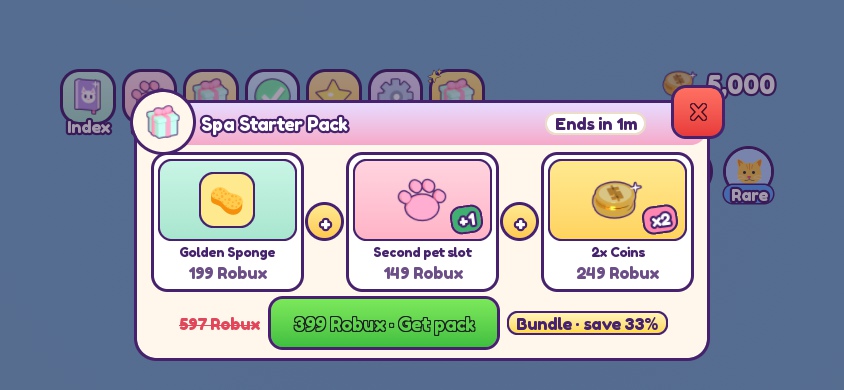 5,000
Index
Spa Starter Pack
Ends in 1m
Rare
+1
x2
Golden Sponge
199 Robux
+
Second pet slot
149 Robux
+
2x Coins
249 Robux
597 Robux
399 Robux · Get pack
Bundle · save 33%